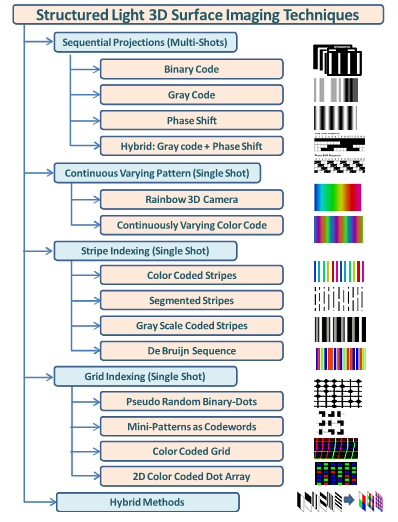 Structured Light 3D Surface Imaging Techniques
Sequential Projections (Multi-Shots)
Binary Code
Gray Code
Phase Shift
Hybrid: Gray code + Phase Shift
Continuous Varying Pattern (Single Shot)
Rainbow 3D Camera
Continuously Varying Color Code
Stripe Indexing (Single Shot)
Color Coded Stripes
Segmented Stripes
Gray Scale Coded Stripes
De Bruijn Sequence
Grid Indexing (Single Shot)
Pseudo Random Binary-Dots
Mini-Patterns as Codewords
Color Coded Grid
2D Color Coded Dot Array
Hybrid Methods